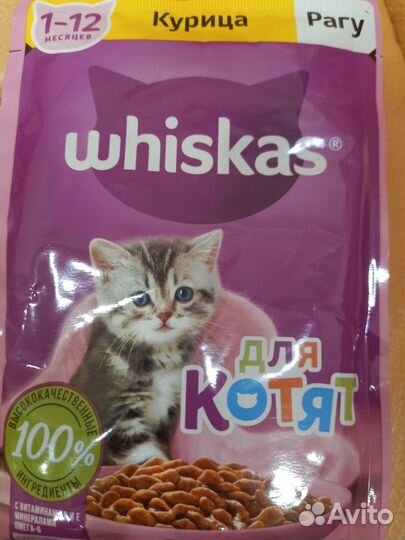 1-12
МЕСЯЦЕВ
Курица
Рагу
whiskas®
для
котят
ВЫСОКОКАЧЕСТВЕННЫЕ
100%
ИНГРЕДИЕНТЫ
С ВИТАМИНАМИ И Е
МИНЕРАЛАМИ
ОМЕГА-6
Avito